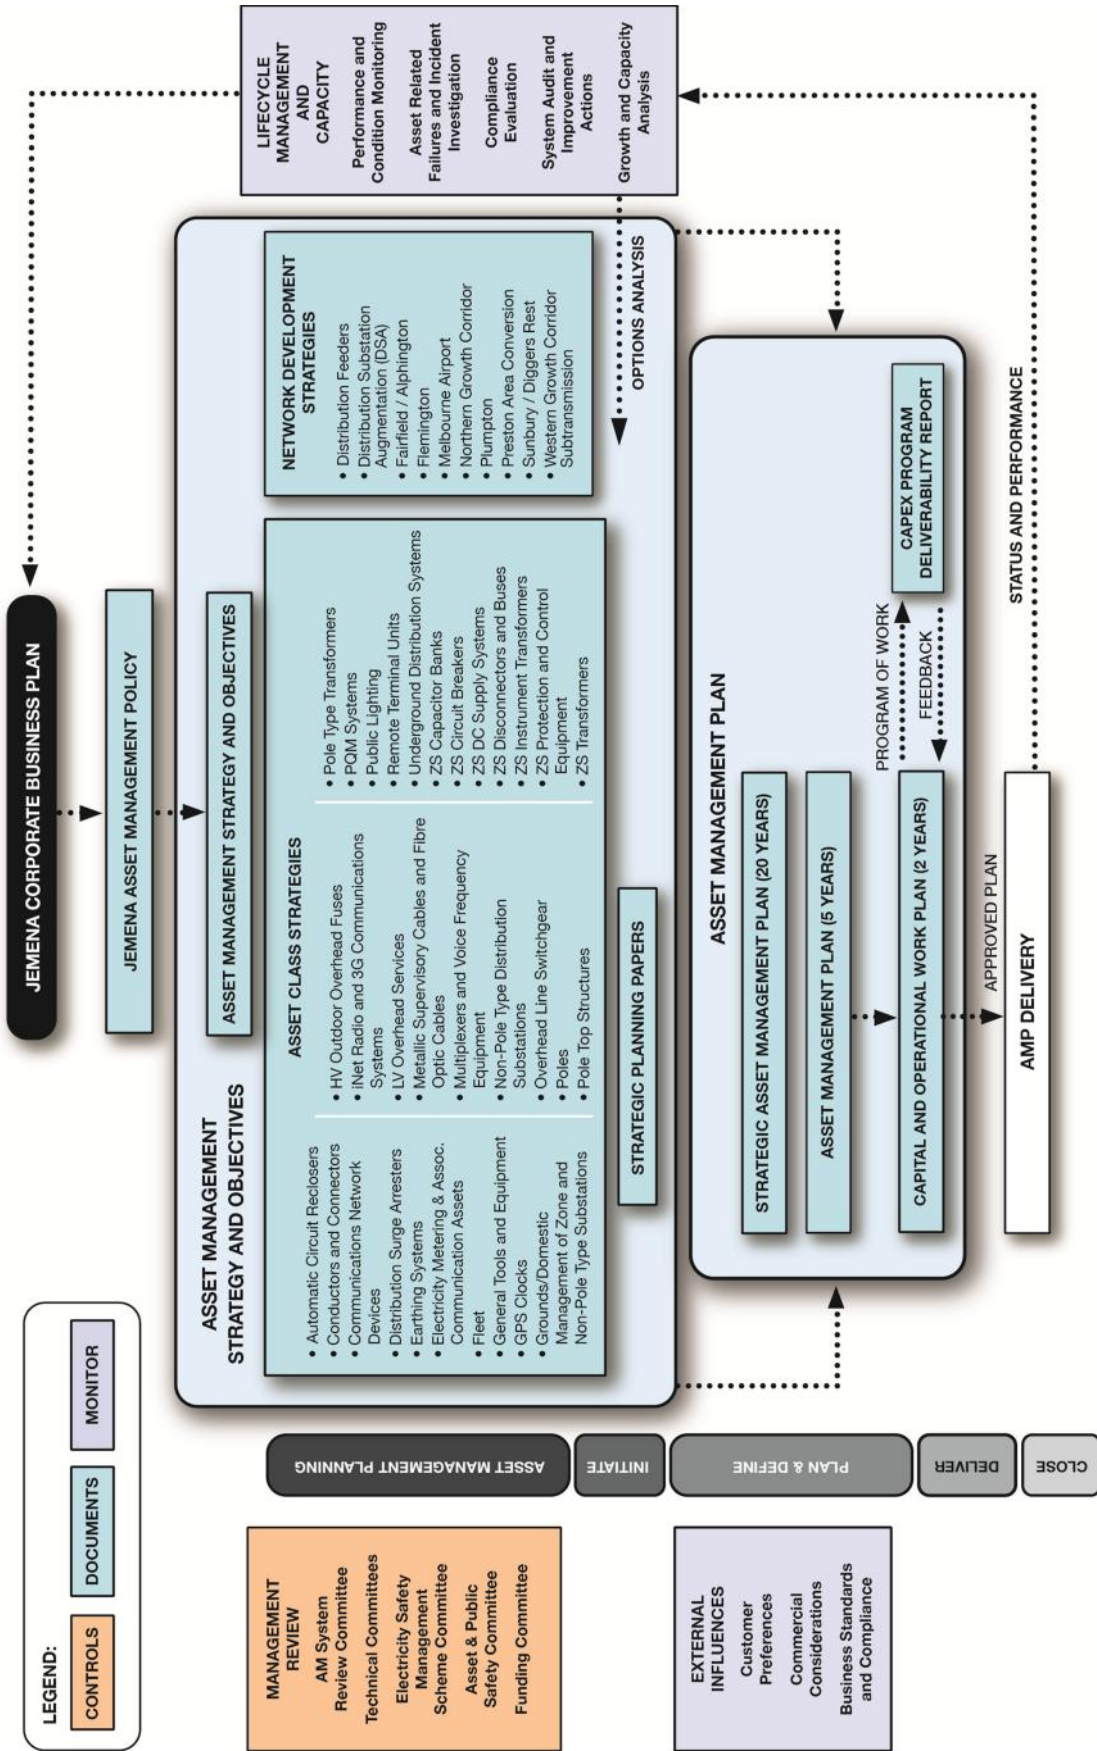 LEGEND:
CONTROLS
DOCUMENTS
MONITOR
JEMENA CORPORATE BUSINESS PLAN
JEMENA ASSET MANAGEMENT POLICY
MANAGEMENT
REVIEW
AM System
Review Committee
Technical Committees
Electricity Safety
Management
Scheme Committee
Asset & Public
Safety Committee
Funding Committee
EXTERNAL
INFLUENCES
Customer
Preferences
Commercial
Considerations
Business Standards
and Compliance
ASSET MANAGEMENT PLANNING
INITIATE
PLAN & DEFINE
DELIVER
CLOSE
ASSET MANAGEMENT
STRATEGY AND OBJECTIVES
ASSET MANAGEMENT STRATEGY AND OBJECTIVES
ASSET CLASS STRATEGIES
• Automatic Circuit Reclosers
• Conductors and Connectors
• Communications Network
Devices
• Distribution Surge Arresters
• Earthing Systems
• Electricity Metering & Assoc.
Communication Assets
• Fleet
• General Tools and Equipment
• GPS Clocks
• Grounds/Domestic
Management of Zone and
Non-Pole Type Substations
• HV Outdoor Overhead Fuses
• iNet Radio and 3G Communications
Systems
• LV Overhead Services
• Metallic Supervisory Cables and Fibre
Optic Cables
• Multiplexers and Voice Frequency
Equipment
• Non-Pole Type Distribution
Substations
• Overhead Line Switchgear
• Poles
• Pole Top Structures
• Pole Type Transformers
• PQM Systems
• Public Lighting
• Remote Terminal Units
• Underground Distribution Systems
• ZS Capacitor Banks
• ZS Circuit Breakers
• ZS DC Supply Systems
• ZS Disconnectors and Buses
• ZS Instrument Transformers
• ZS Protection and Control
Equipment
• ZS Transformers
NETWORK DEVELOPMENT
STRATEGIES
• Distribution Feeders
• Distribution Substation
Augmentation (DSA)
• Fairfield / Alphington
• Flemington
• Melbourne Airport
• Northern Growth Corridor
• Plumpton
• Preston Area Conversion
• Sunbury / Diggers Rest
• Western Growth Corridor
Subtransmission
STRATEGIC PLANNING PAPERS
OPTIONS ANALYSIS
LIFECYCLE
MANAGEMENT
AND
CAPACITY
Performance and
Condition Monitoring
Asset Related
Failures and Incident
Investigation
Compliance
Evaluation
System Audit and
Improvement
Actions
Growth and Capacity
Analysis
ASSET MANAGEMENT PLAN
STRATEGIC ASSET MANAGEMENT PLAN (20 YEARS)
ASSET MANAGEMENT PLAN (5 YEARS)
CAPITAL AND OPERATIONAL WORK PLAN (2 YEARS)
PROGRAM OF WORK
FEEDBACK
CAPEX PROGRAM
DELIVERABILITY REPORT
APPROVED PLAN
AMP DELIVERY
STATUS AND PERFORMANCE